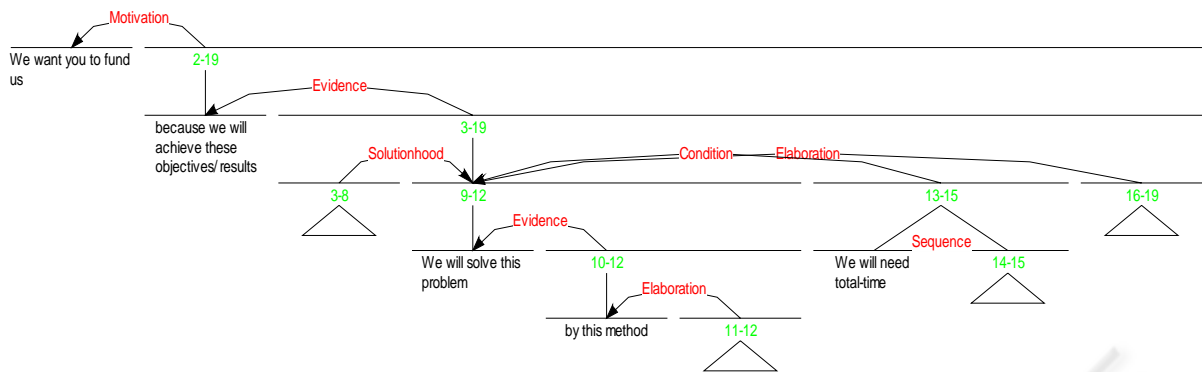 Motivation
We want you to fund
us
2-19
Evidence
because we will
achieve these
objectives/ results
3-19
Solutionhood
Condition
Elaboration
3-8
9-12
13-15
16-19
Evidence
Sequence
We will solve this
problem
10-12
We will need
total-time
14-15
Elaboration
by this method
11-12